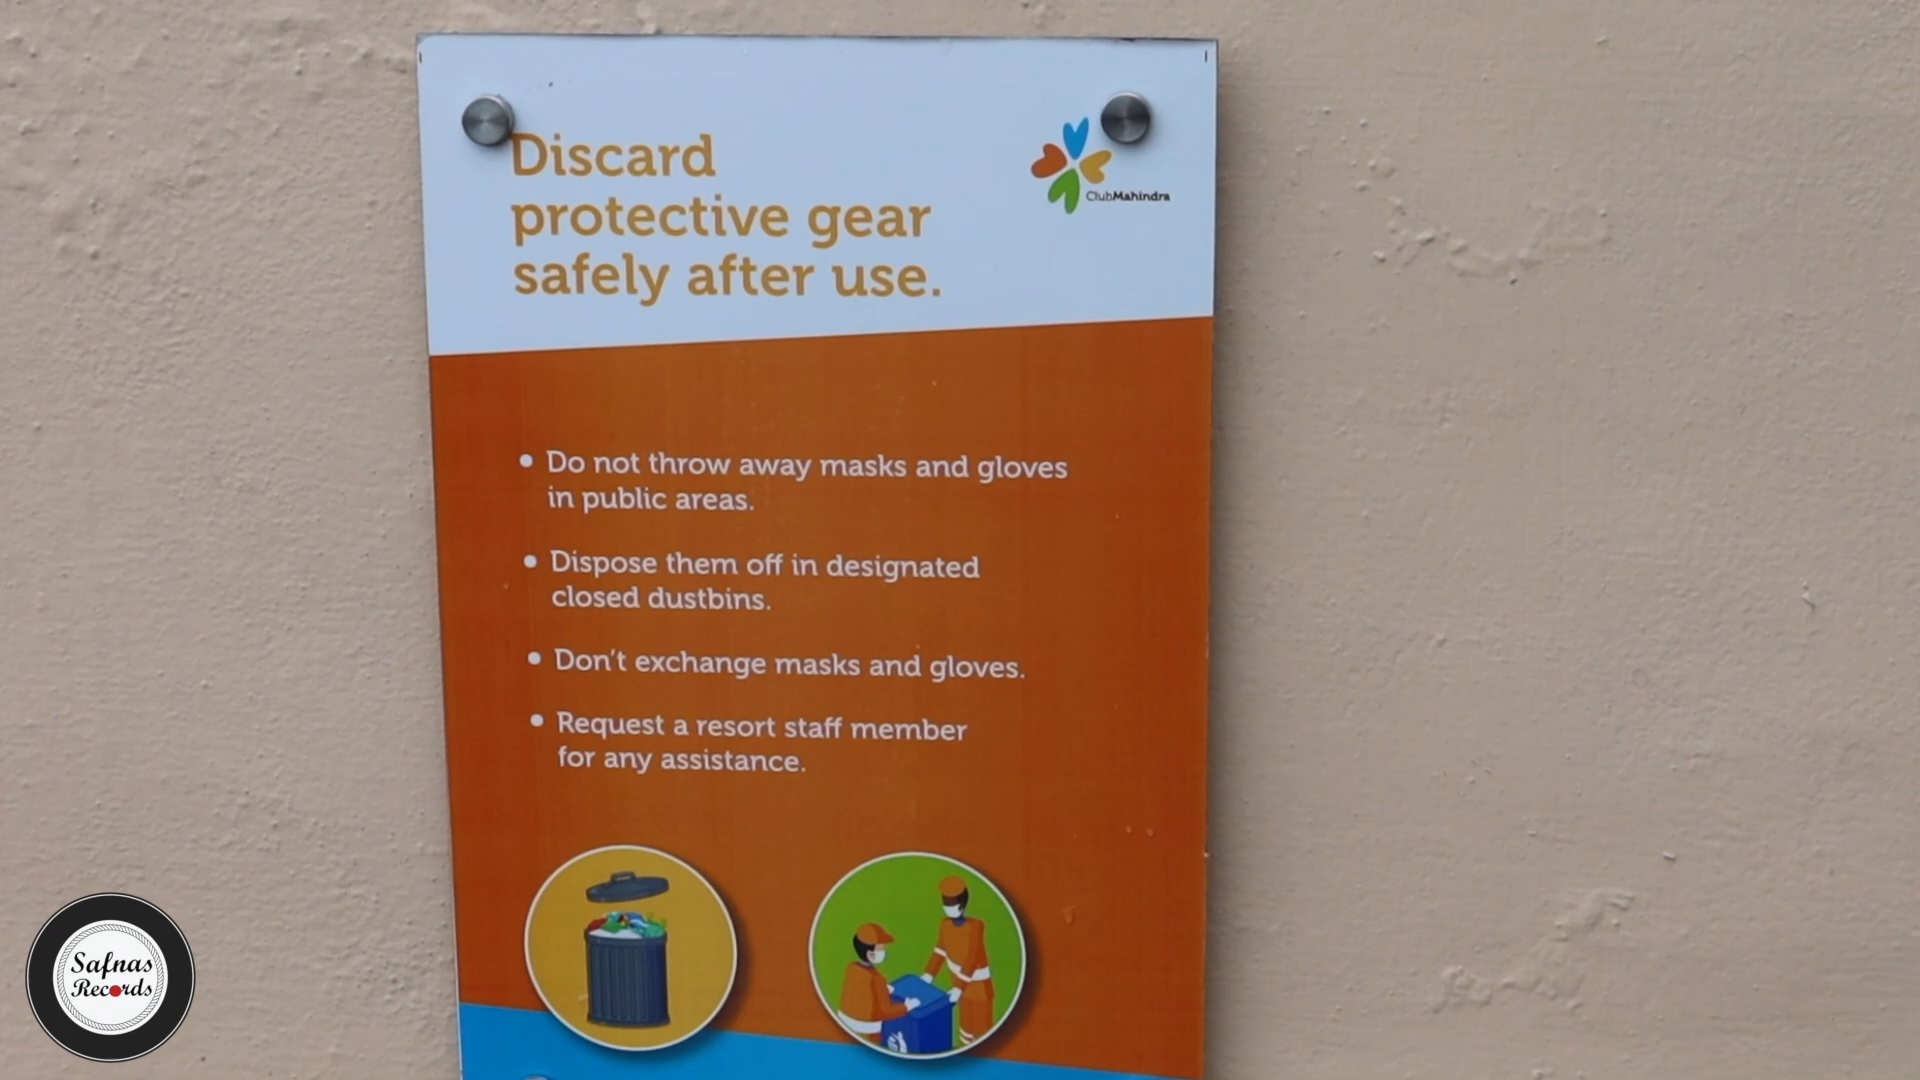 Discard
protective gear
safely after use.
ClubMahindra
Do not throw away masks and gloves
in public areas.
Dispose them off in designated
closed dustbins.
Don't exchange masks and gloves.
Request a resort staff member
for any assistance.
Safnas
Records